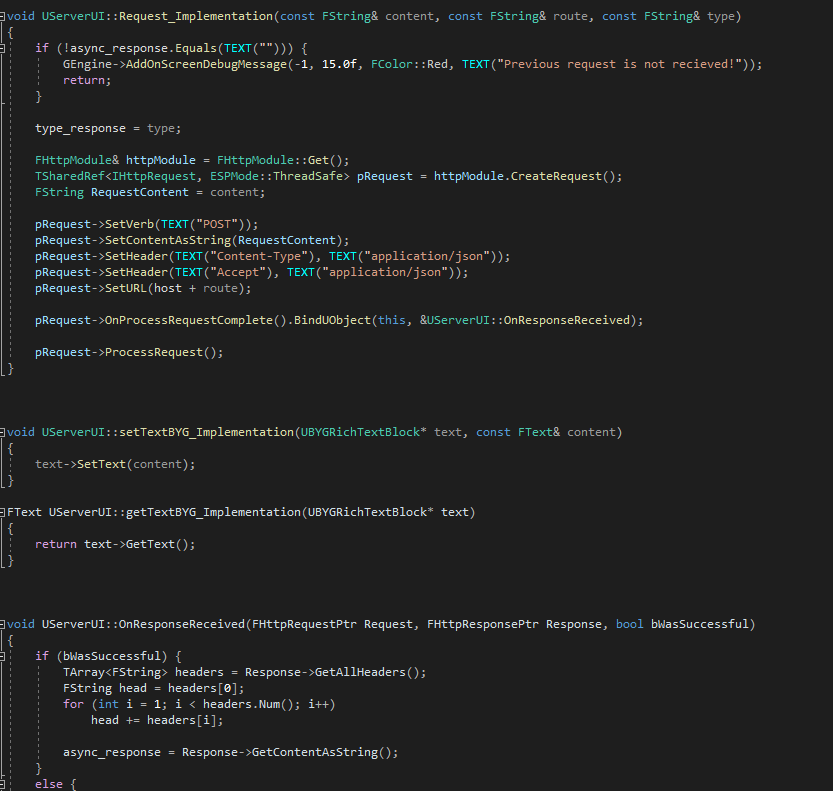 void UServerUI::Request_Implementation(const FString& content, const FString& route, const FString& type)
{
    if (!async_response.Equals(TEXT(""))) {
        GEngine->AddOnScreenDebugMessage(-1, 15.0f, FColor::Red, TEXT("Previous request is not recieved!"));
        return;
    }
    type_response = type;
    FHttpModule& httpModule = FHttpModule::Get();
    TSharedRef<IHttpRequest, ESPMode::ThreadSafe> pRequest = httpModule.CreateRequest();
    FString RequestContent = content;
    pRequest->SetVerb(TEXT("POST"));
    pRequest->SetContentAsString(RequestContent);
    pRequest->SetHeader(TEXT("Content-Type"), TEXT("application/json"));
    pRequest->SetHeader(TEXT("Accept"), TEXT("application/json"));
    pRequest->SetURL(host + route);
    pRequest->OnProcessRequestComplete().BindUObject(this, &UServerUI::OnResponseReceived);
    pRequest->ProcessRequest();
}
void UServerUI::setTextBYG_Implementation(UBYGRichTextBlock* text, const FText& content)
{
    text->SetText(content);
}
FText UServerUI::getTextBYG_Implementation(UBYGRichTextBlock* text)
{
    return text->GetText();
}
void UServerUI::OnResponseReceived(FHttpRequestPtr Request, FHttpResponsePtr Response, bool bWasSuccessful)
{
    if (bWasSuccessful) {
        TArray<FString> headers = Response->GetAllHeaders();
        FString head = headers[0];
        for (int i = 1; i < headers.Num(); i++)
            head += headers[i];
        async_response = Response->GetContentAsString();
    }
    else {